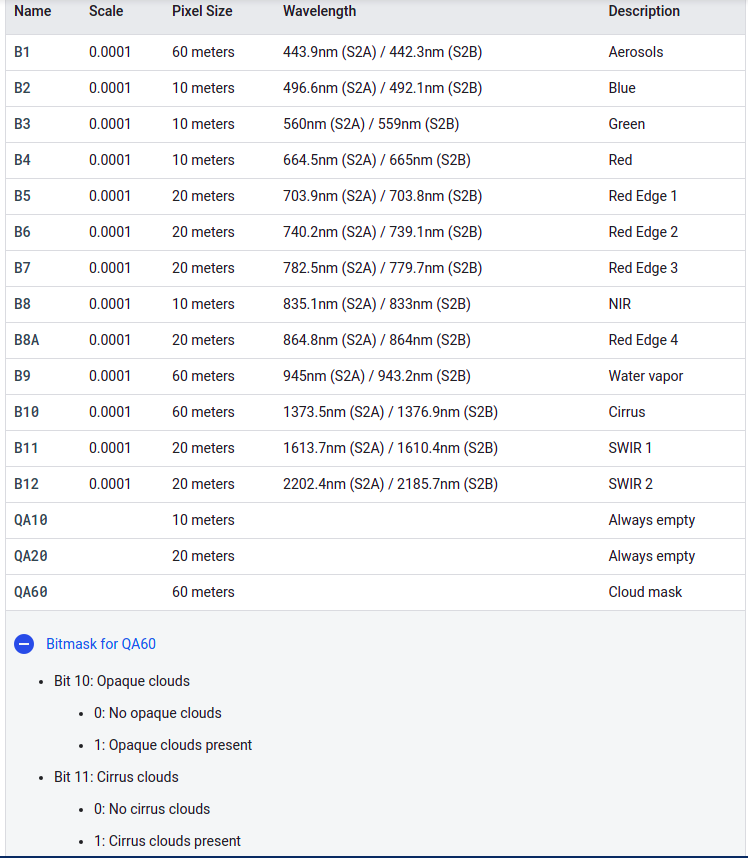 Name Scale Pixel Size Wavelength Description
B1 0.0001 60 meters 443.9nm (S2A) / 442.3nm (S2B) Aerosols
B2 0.0001 10 meters 496.6nm (S2A) / 492.1nm (S2B) Blue
B3 0.0001 10 meters 560nm (S2A) / 559nm (S2B) Green
B4 0.0001 10 meters 664.5nm (S2A) / 665nm (S2B) Red
B5 0.0001 20 meters 703.9nm (S2A) / 703.8nm (S2B) Red Edge 1
B6 0.0001 20 meters 740.2nm (S2A) / 739.1nm (S2B) Red Edge 2
B7 0.0001 20 meters 782.5nm (S2A) / 779.7nm (S2B) Red Edge 3
B8 0.0001 10 meters 835.1nm (S2A) / 833nm (S2B) NIR
B8A 0.0001 20 meters 864.8nm (S2A) / 864nm (S2B) Red Edge 4
B9 0.0001 60 meters 945nm (S2A) / 943.2nm (S2B) Water vapor
B10 0.0001 60 meters 1373.5nm (S2A) / 1376.9nm (S2B) Cirrus
B11 0.0001 20 meters 1613.7nm (S2A) / 1610.4nm (S2B) SWIR 1
B12 0.0001 20 meters 2202.4nm (S2A) / 2185.7nm (S2B) SWIR 2
QA10 10 meters Always empty
QA20 20 meters Always empty
QA60 60 meters Cloud mask
Bitmask for QA60
• Bit 10: Opaque clouds
• 0: No opaque clouds
• 1: Opaque clouds present
• Bit 11: Cirrus clouds
• 0: No cirrus clouds
• 1: Cirrus clouds present